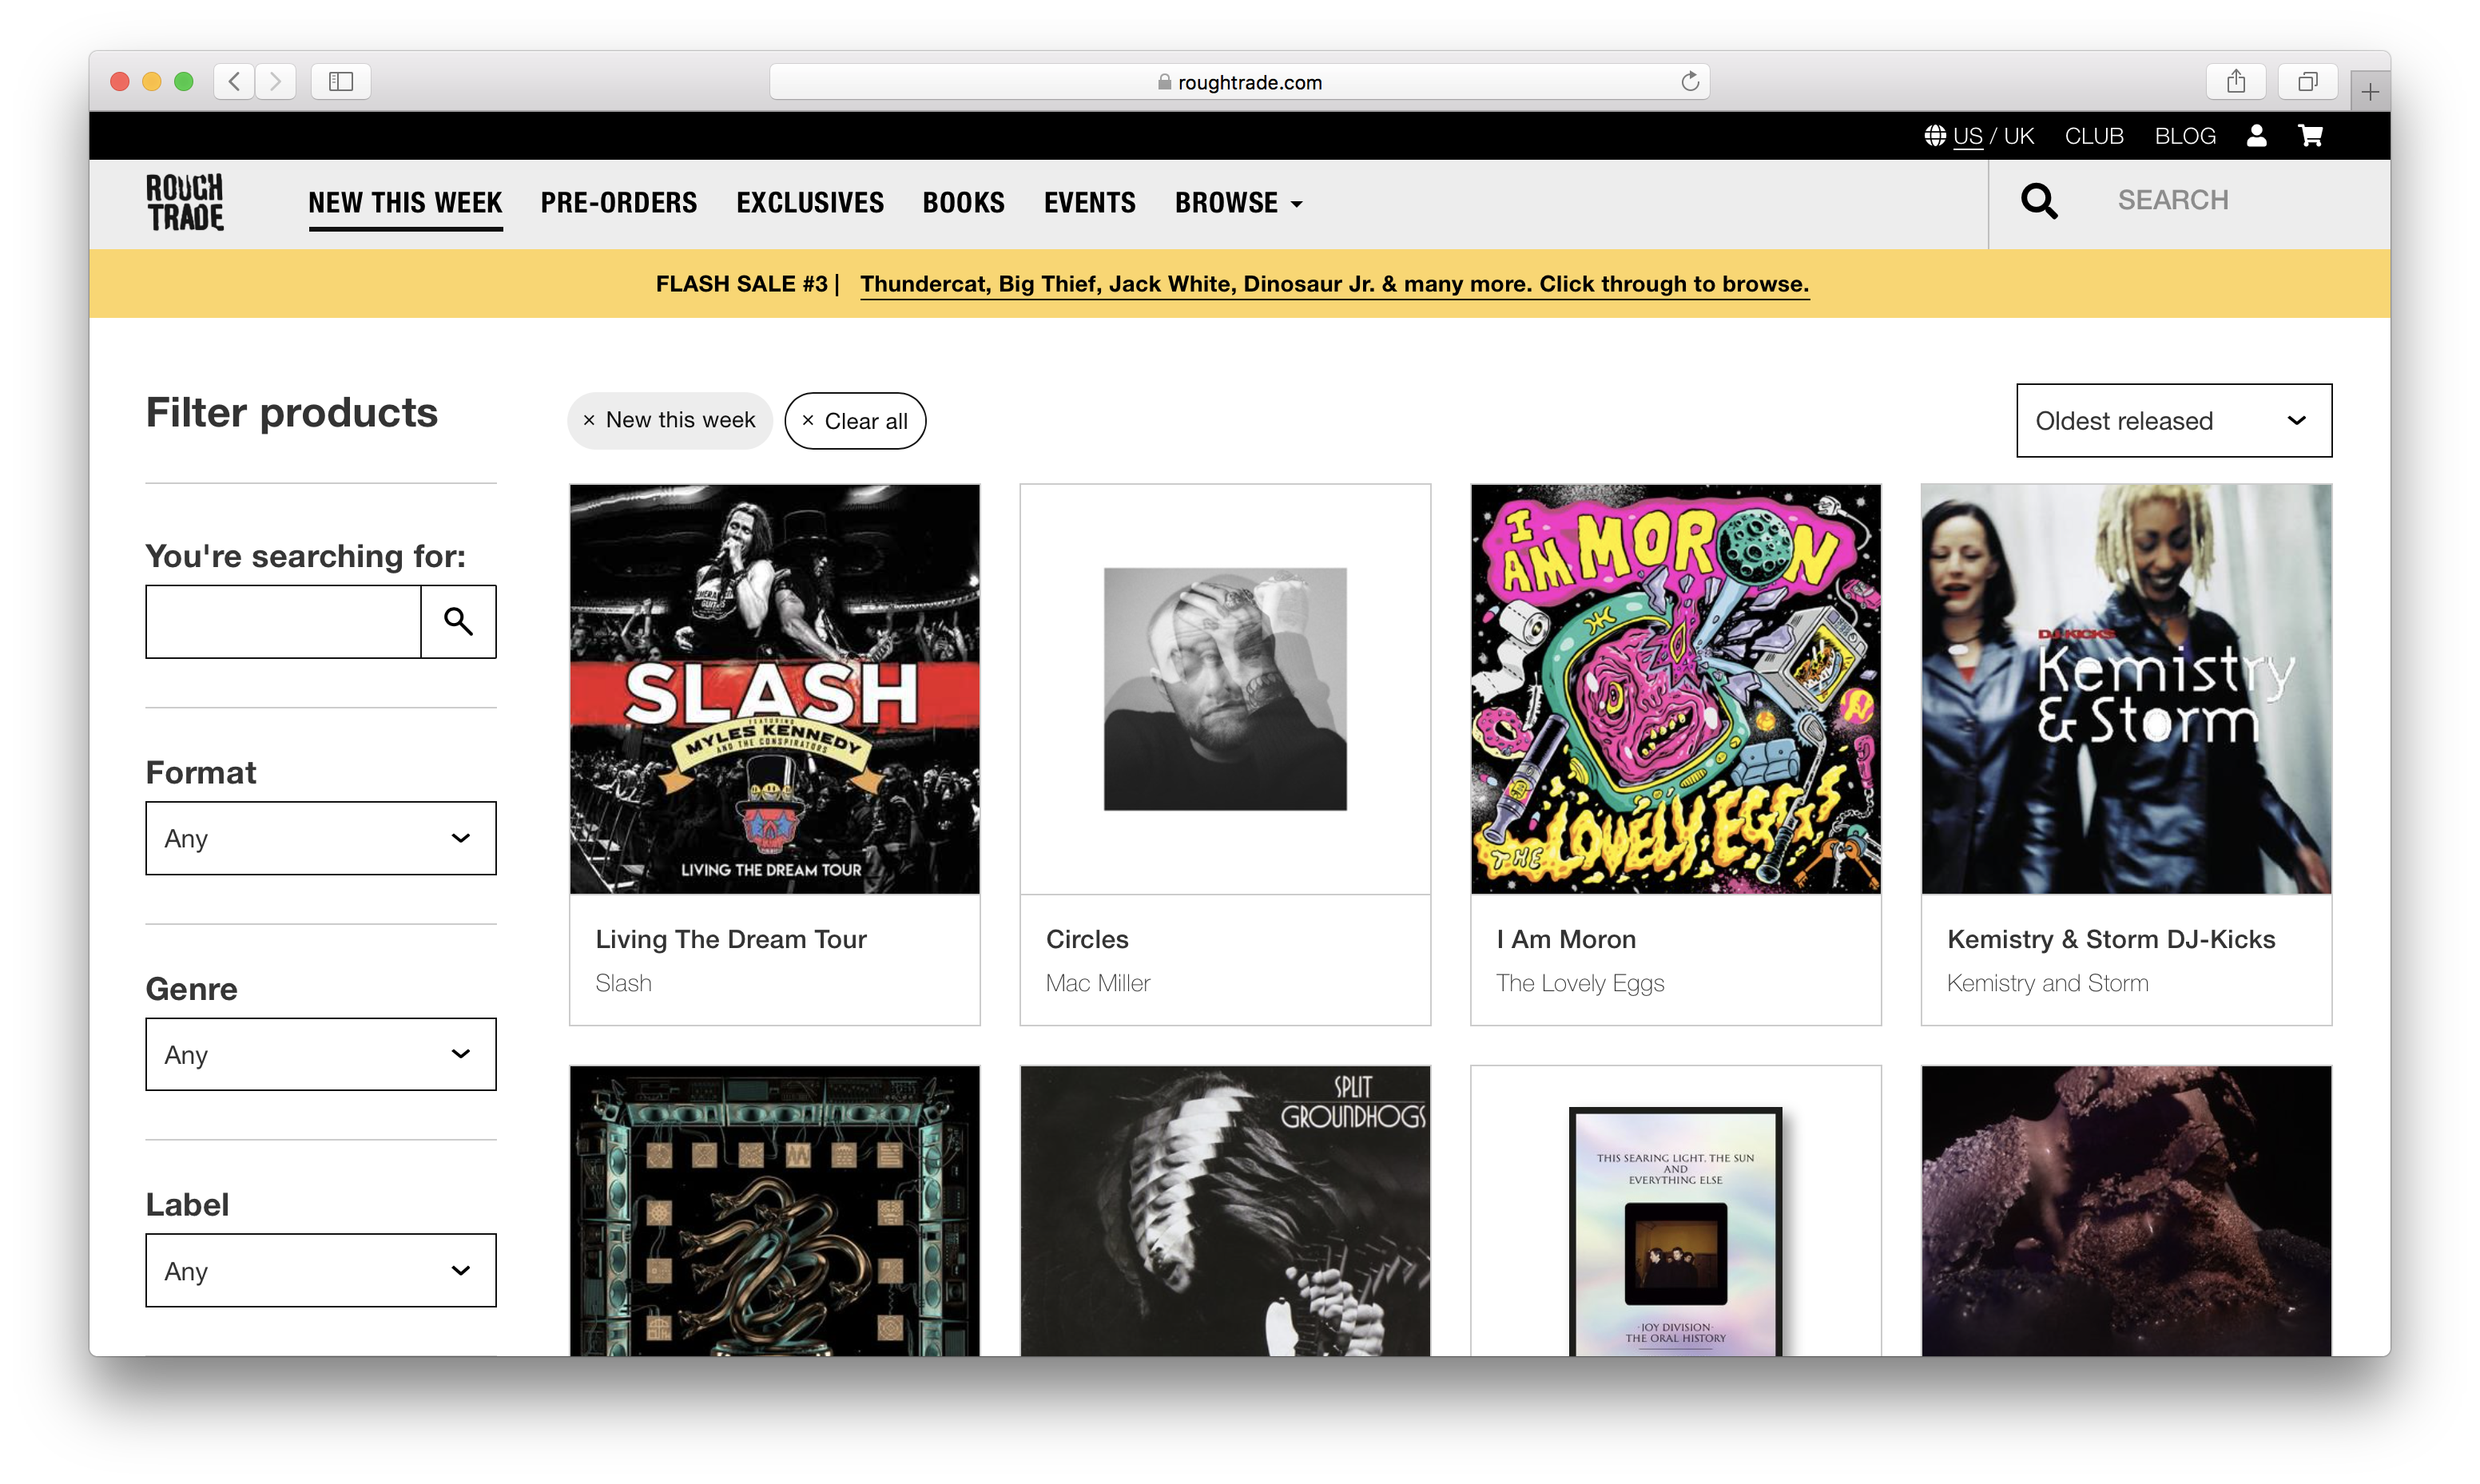 roughtrade.com
US / UK CLUB BLOG
ROUGH
TRADE
NEW THIS WEEK PRE-ORDERS EXCLUSIVES BOOKS EVENTS BROWSE
SEARCH
FLASH SALE #3 | Thundercat, Big Thief, Jack White, Dinosaur Jr. & many more. Click through to browse.
Filter products
× New this week
× Clear all
Oldest released
You're searching for:
Format
Any
Genre
Any
Label
Any
SLASH
FEATURING
MYLES KENNEDY
AND THE CONSPIRATORS
LIVING THE DREAM TOUR
Living The Dream Tour
Slash
Circles
Mac Miller
I
AM MORON
THE LOVELY EGGS
I Am Moron
The Lovely Eggs
DJ-KICKS
Kemistry
& Storm
Kemistry & Storm DJ-Kicks
Kemistry and Storm
SPLIT
GROUNDHOGS
THIS SEARING LIGHT, THE SUN
AND
EVERYTHING ELSE
·JOY DIVISION·
THE ORAL HISTORY